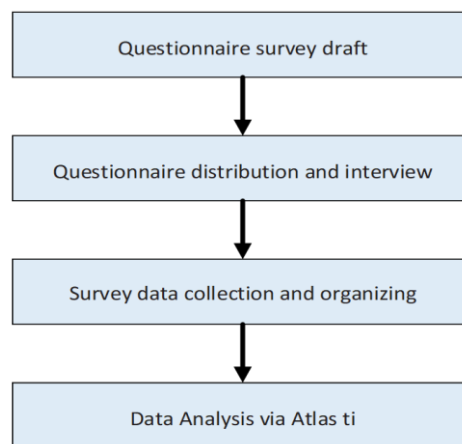 Questionnaire survey draft
Questionnaire distribution and interview
Survey data collection and organizing
Data Analysis via Atlas ti